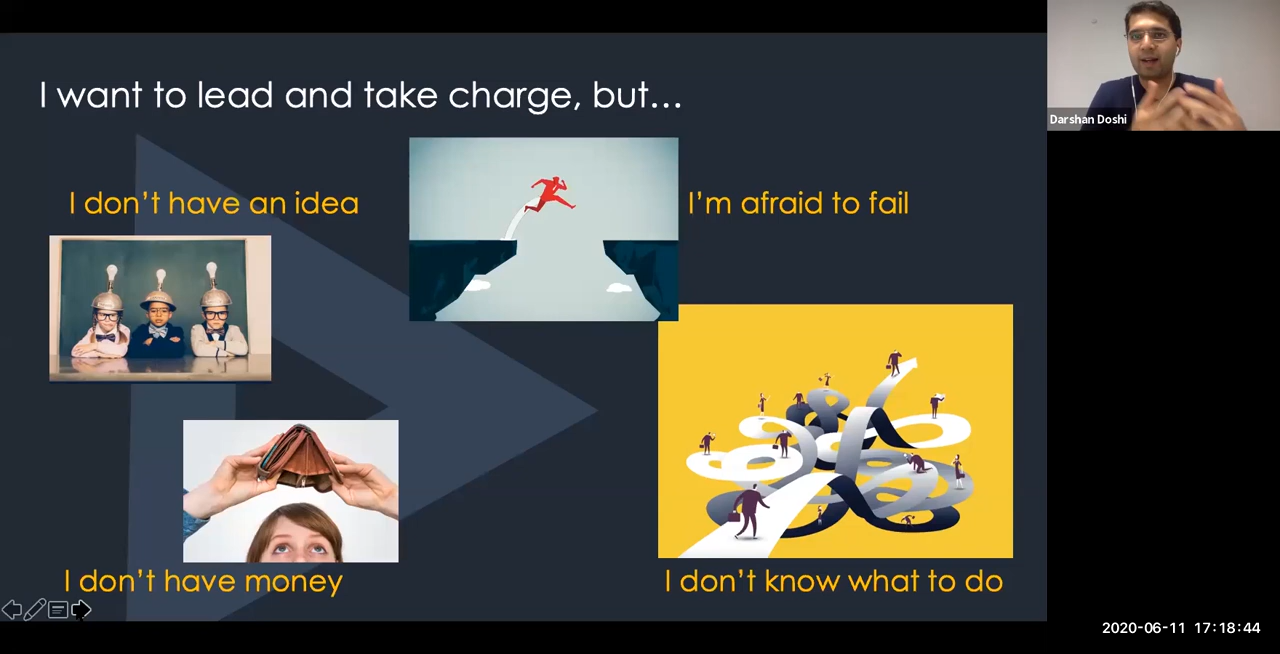 I want to lead and take charge, but...
I don't have an idea
I'm afraid to fail
I don't have money
I don't know what to do
Darshan Doshi
2020-06-11 17:18:44